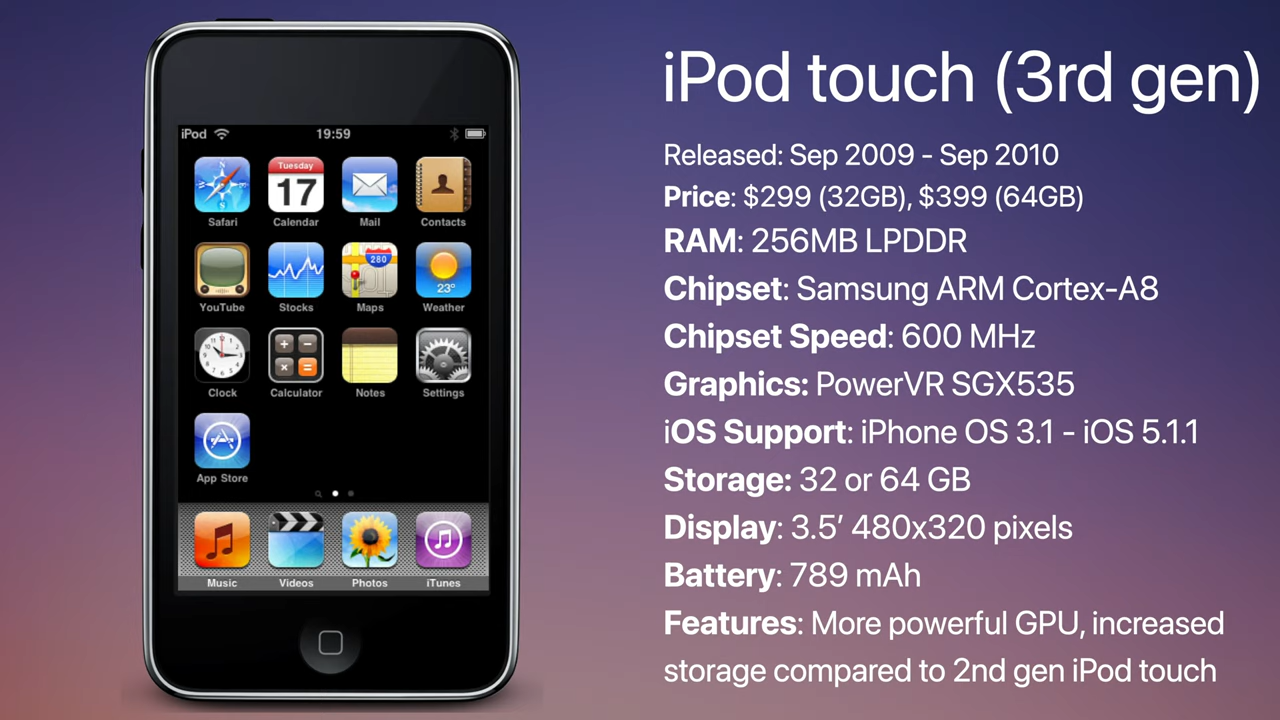 iPod 19:59
Tuesday
17
Safari Calendar Mail Contacts
280
23°
YouTube Stocks Maps Weather
Clock Calculator Notes Settings
App Store
Music Videos Photos iTunes
iPod touch (3rd gen)
Released: Sep 2009 - Sep 2010
Price: $299 (32GB), $399 (64GB)
RAM: 256MB LPDDR
Chipset: Samsung ARM Cortex-A8
Chipset Speed: 600 MHz
Graphics: PowerVR SGX535
iOS Support: iPhone OS 3.1 - iOS 5.1.1
Storage: 32 or 64 GB
Display: 3.5′ 480x320 pixels
Battery: 789 mAh
Features: More powerful GPU, increased
storage compared to 2nd gen iPod touch